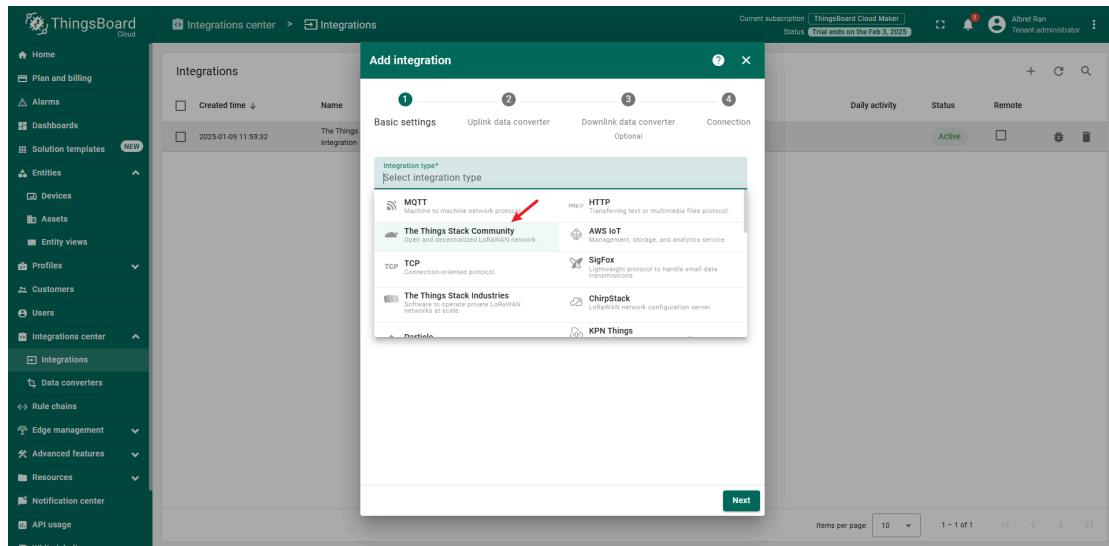 ThingsBoard
Cloud
Integrations center > Integrations
Current subscription ThingsBoard Cloud Maker
Status Trial ends on the Feb 3, 2025
2
Albret Ran
Tenant administrator
Home
Plan and billing
Alarms
Dashboards
Solution templates NEW
Entities
Devices
Assets
Entity views
Profiles
Customers
Users
Integrations center
Integrations
Data converters
Rule chains
Edge management
Advanced features
Resources
Notification center
API usage
Integrations
Created time Name Daily activity Status Remote
2025-01-09 11:59:32 The Things
integration
Active
Add integration
1 2 3 4
Basic settings Uplink data converter Downlink data converter Connection
Optional
Integration type*
Select integration type
MQTT
Machine to machine network protocol.
http:// HTTP
Transferring text or multimedia files protocol.
The Things Stack Community
Open and decentralized LoRaWAN network.
AWS IoT
Management, storage, and analytics service.
TCP TCP
Connection-oriented protocol.
SigFox
Lightweight protocol to handle small data
transmissions.
The Things Stack Industries
Software to operate private LoRaWAN
networks at scale.
ChirpStack
LoRaWAN network configuration server.
Particle
KPN Things
Next
Items per page: 10 1 – 1 of 1